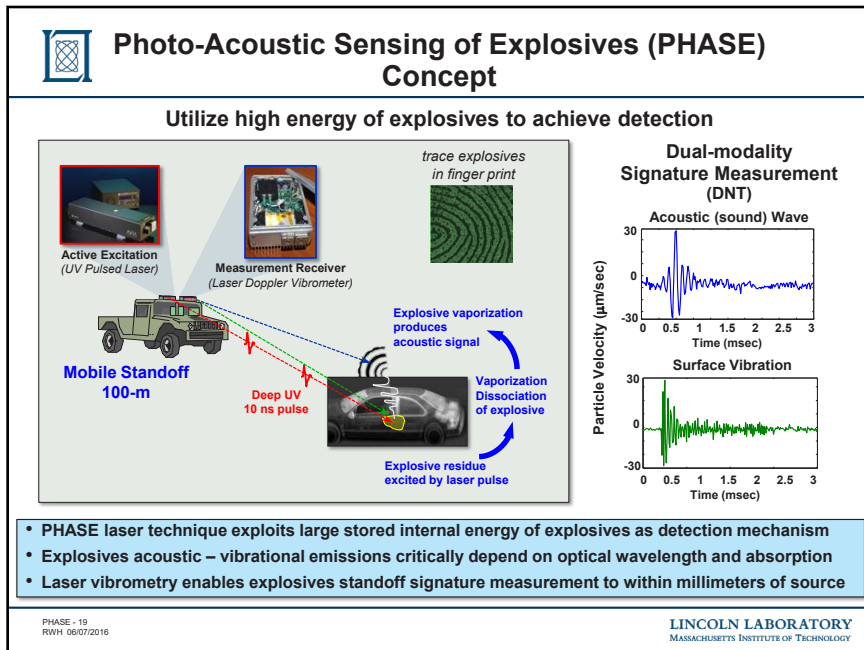 Photo-Acoustic Sensing of Explosives (PHASE)
Concept
Utilize high energy of explosives to achieve detection
Active Excitation
(UV Pulsed Laser)
Measurement Receiver
(Laser Doppler Vibrometer)
trace explosives
in finger print
Mobile Standoff
100-m
Deep UV
10 ns pulse
Explosive vaporization
produces
acoustic signal
Vaporization
Dissociation
of explosive
Explosive residue
excited by laser pulse
Dual-modality
Signature Measurement
(DNT)
Acoustic (sound) Wave
Particle Velocity (µm/sec)
30
0
-30
0 0.5 1 1.5 2 2.5 3
Time (msec)
Surface Vibration
30
0
-30
0 0.5 1 1.5 2 2.5 3
Time (msec)
• PHASE laser technique exploits large stored internal energy of explosives as detection mechanism
• Explosives acoustic – vibrational emissions critically depend on optical wavelength and absorption
• Laser vibrometry enables explosives standoff signature measurement to within millimeters of source
PHASE - 19
RWH 06/07/2016
LINCOLN LABORATORY
MASSACHUSETTS INSTITUTE OF TECHNOLOGY